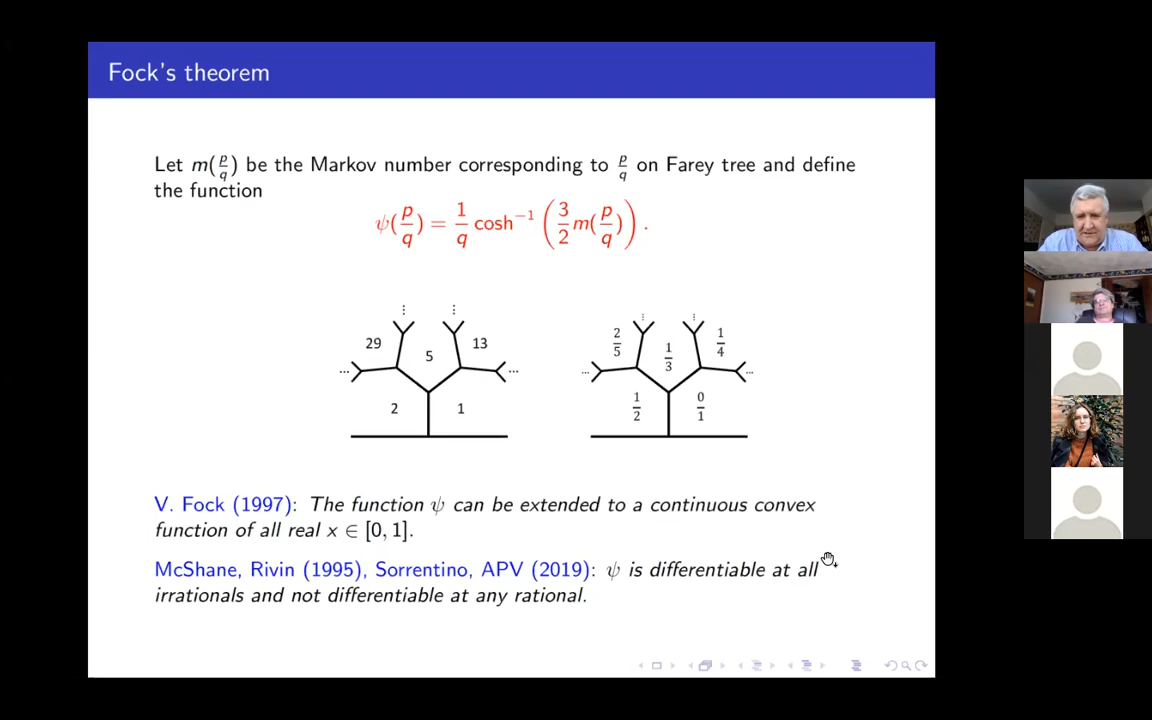 Fock's theorem
Let m(p/q) be the Markov number corresponding to p/q on Farey tree and define
the function
ψ(p/q) = 1/q cosh⁻¹ (3/2 m(p/q)) .
⋮ ⋮
29 5 13
... ...
2 1
⋮ ⋮
2/5 1/3 1/4
... ...
1/2 0/1
V. Fock (1997): The function ψ can be extended to a continuous convex
function of all real x ∈ [0, 1].
McShane, Rivin (1995), Sorrentino, APV (2019): ψ is differentiable at all
irrationals and not differentiable at any rational.